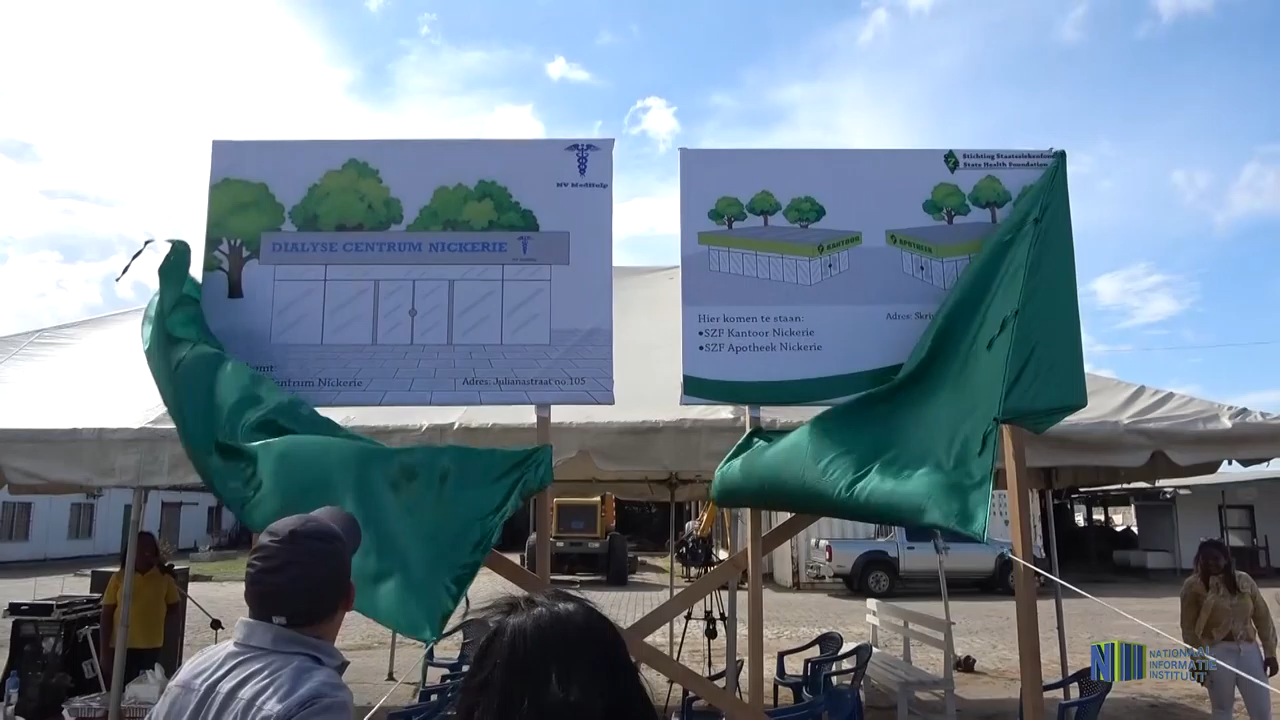 NV MedHulp
DIALYSE CENTRUM NICKERIE
Centrum Nickerie
Adres: Julianastraat no.105
Stichting Staatsziekenfonds
State Health Foundation
KANTOOR
APOTHEEK
Hier komen te staan:
•SZF Kantoor Nickerie
•SZF Apotheek Nickerie
Adres:
NATIONAAL
INFORMATIE
INSTITUUT